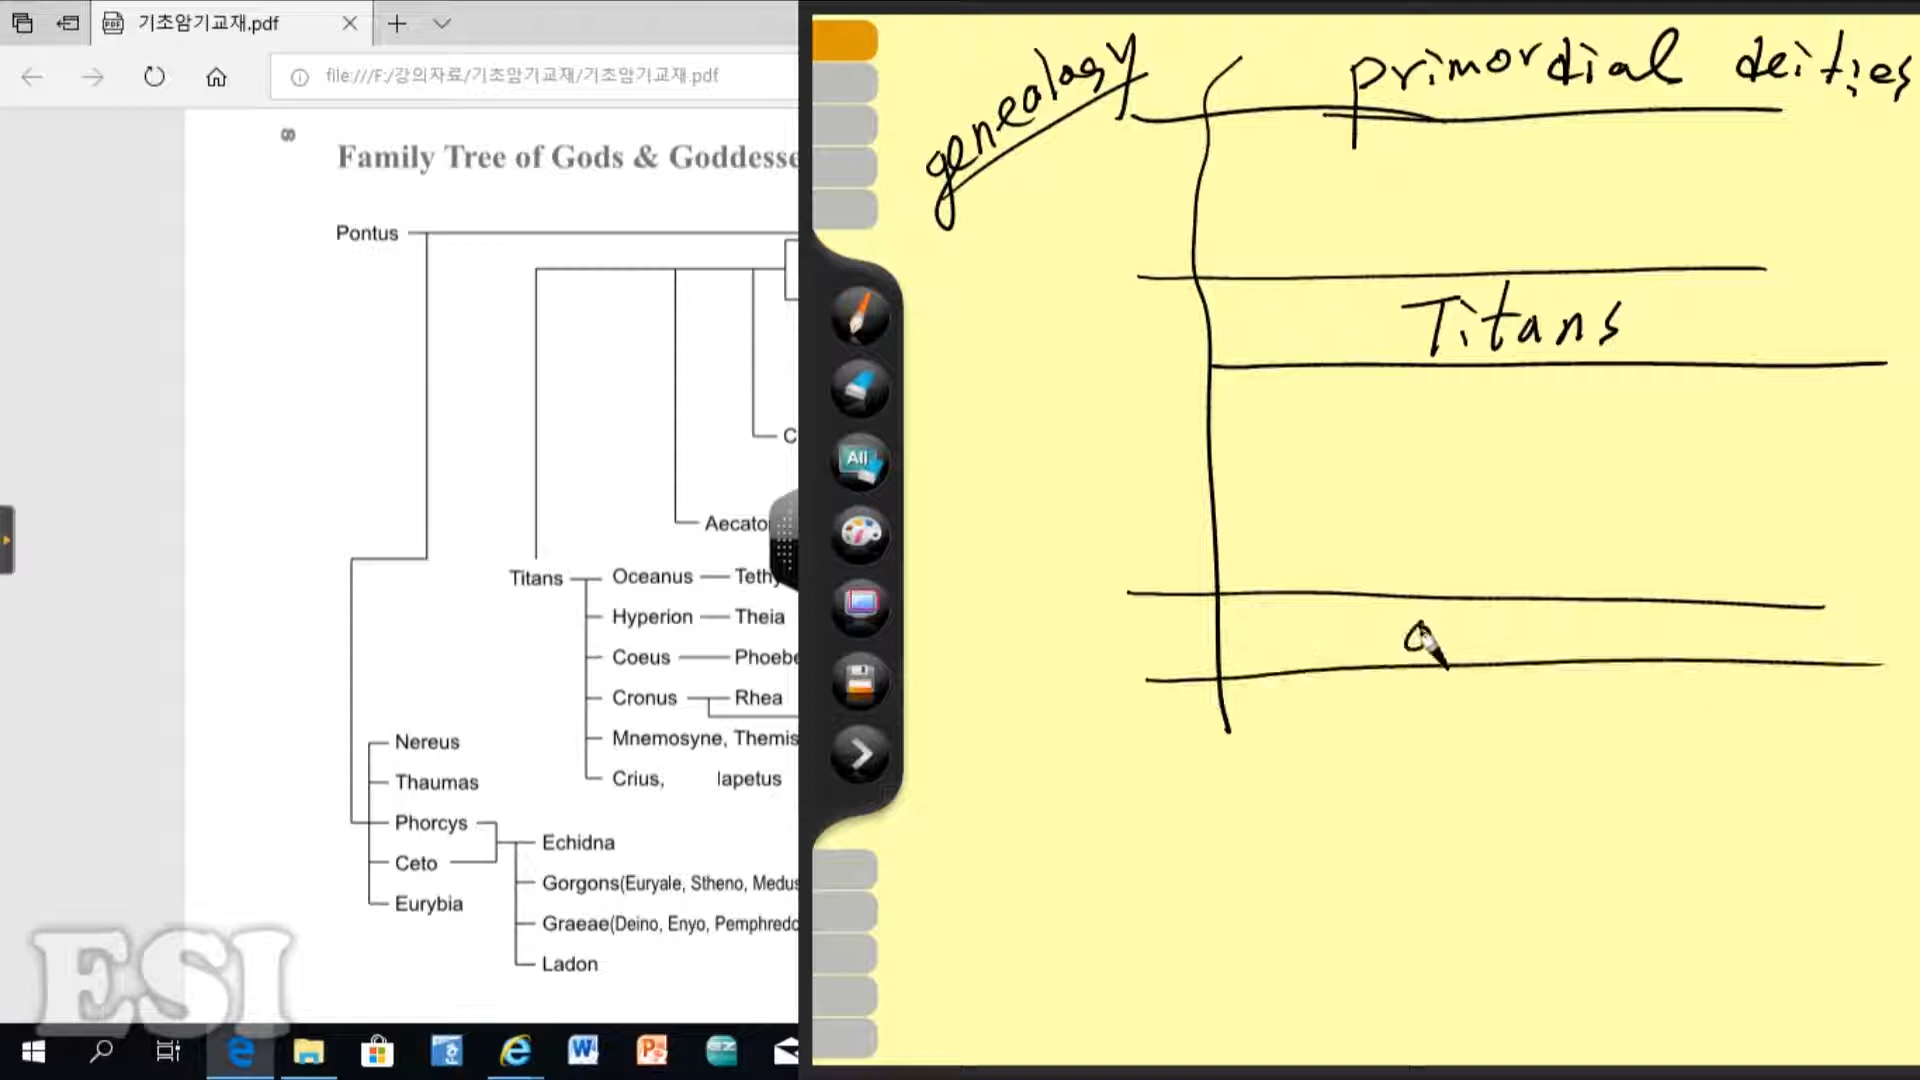 기초암기교재.pdf
file:///F:/강의자료/기초암기교재/기초암기교재.pdf
8
Family Tree of Gods & Goddesse
Pontus
C
Aecato
Titans
Oceanus
Tethy
Hyperion
Theia
Coeus
Phoebe
Cronus
Rhea
Mnemosyne, Themis
Crius, Iapetus
Nereus
Thaumas
Phorcys
Ceto
Eurybia
Echidna
Gorgons(Euryale, Stheno, Medus
Graeae(Deino, Enyo, Pemphredo
Ladon
ESI
All
genealogy
primordial deities
Titans